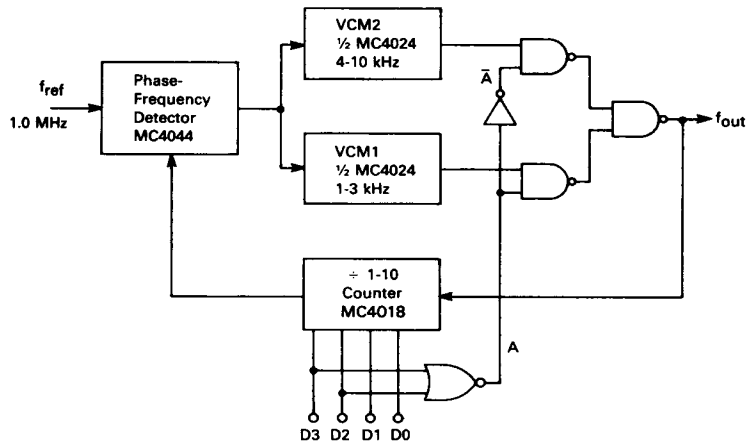 VCM2
½ MC4024
4-10 kHz
f_ref
1.0 MHz
Phase-
Frequency
Detector
MC4044
A̅
f_out
VCM1
½ MC4024
1-3 kHz
÷ 1-10
Counter
MC4018
A
D3 D2 D1 D0